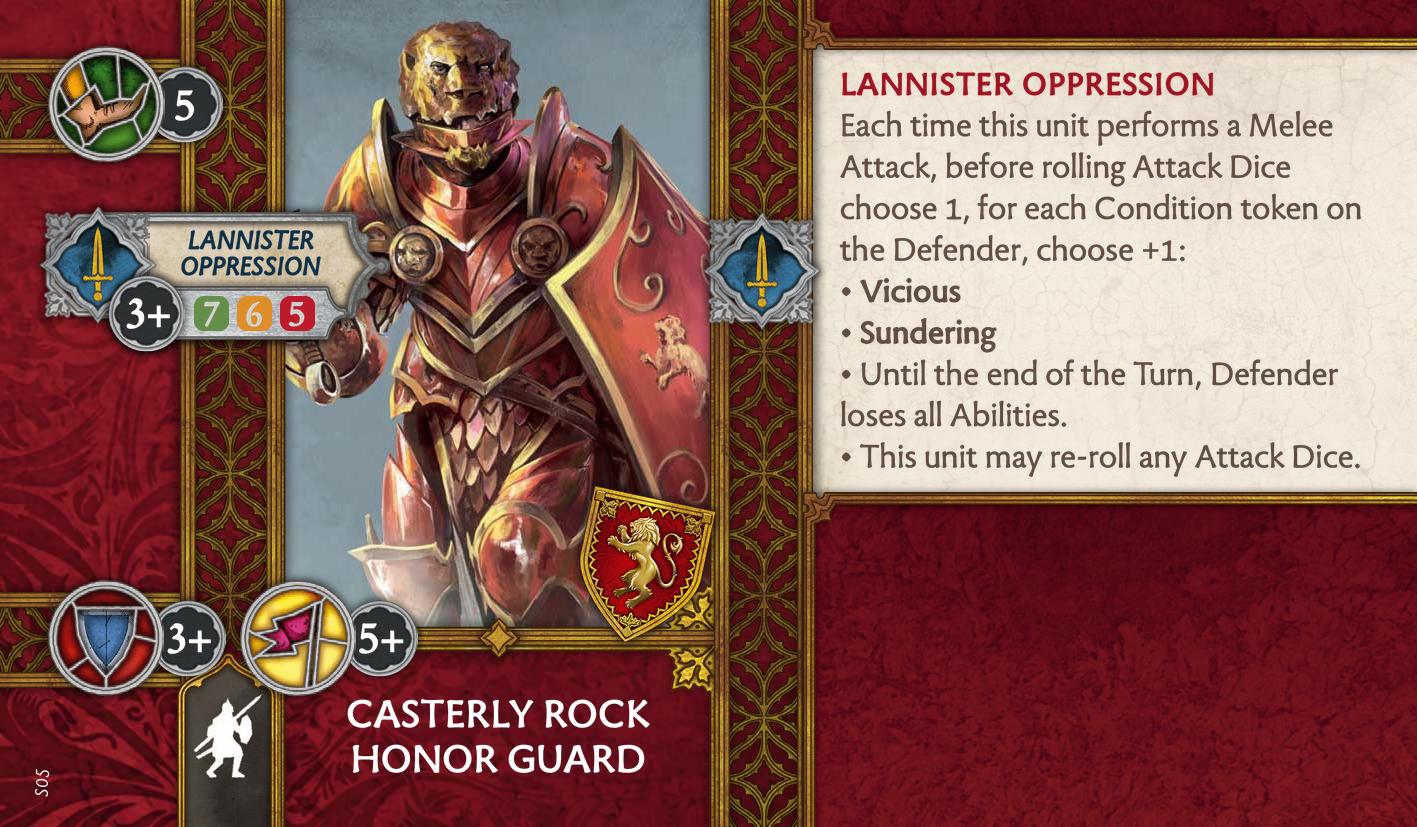 5
LANNISTER
OPPRESSION
3+ 7 6 5
3+ 5+
CASTERLY ROCK
HONOR GUARD
S05
LANNISTER OPPRESSION
Each time this unit performs a Melee
Attack, before rolling Attack Dice
choose 1, for each Condition token on
the Defender, choose +1:
• Vicious
• Sundering
• Until the end of the Turn, Defender
loses all Abilities.
• This unit may re-roll any Attack Dice.